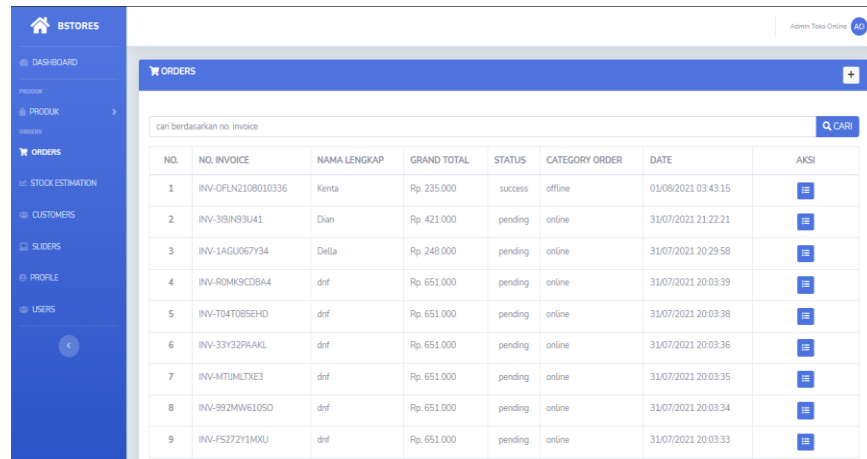 BSTORES
Admin Toko Online AO
DASHBOARD
PRODUK
PRODUK
ORDERS
ORDERS
STOCK ESTIMATION
CUSTOMERS
SLIDERS
PROFILE
USERS
ORDERS
+
cari berdasarkan no. invoice
CARI
NO. NO. INVOICE NAMA LENGKAP GRAND TOTAL STATUS CATEGORY ORDER DATE AKSI
1 INV-OFLN2108010336 Kenta Rp. 235.000 success offline 01/08/2021 03:43:15
2 INV-3I9JN93U41 Dian Rp. 421.000 pending online 31/07/2021 21:22:21
3 INV-1AGU067Y34 Della Rp. 248.000 pending online 31/07/2021 20:29:58
4 INV-R0MK9CD8A4 dnf Rp. 651.000 pending online 31/07/2021 20:03:39
5 INV-T04T0B5EHD dnf Rp. 651.000 pending online 31/07/2021 20:03:38
6 INV-33Y32PAAKL dnf Rp. 651.000 pending online 31/07/2021 20:03:36
7 INV-MTIJMLTXE3 dnf Rp. 651.000 pending online 31/07/2021 20:03:35
8 INV-992MW610SO dnf Rp. 651.000 pending online 31/07/2021 20:03:34
9 INV-FS272Y1MXU dnf Rp. 651.000 pending online 31/07/2021 20:03:33